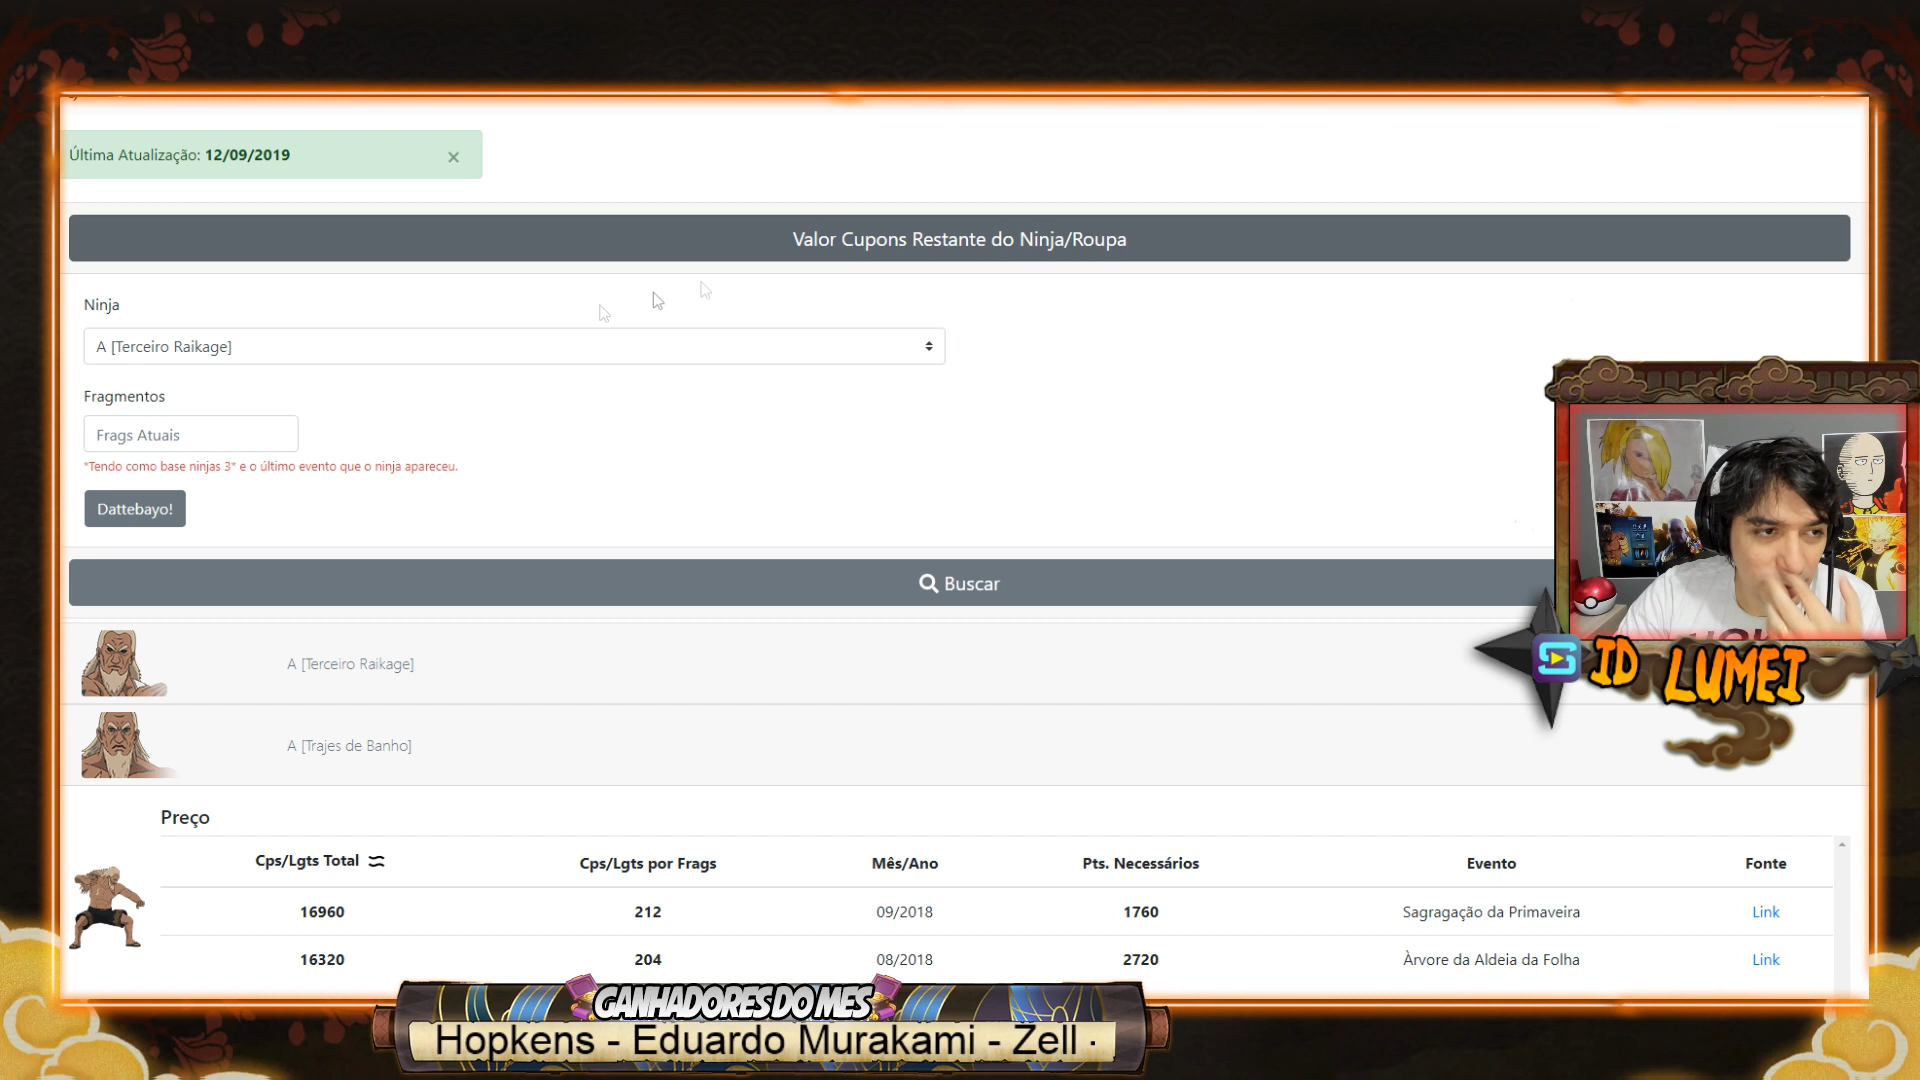 Última Atualização: 12/09/2019 ×
Valor Cupons Restante do Ninja/Roupa
Ninja
A [Terceiro Raikage]
Fragmentos
Frags Atuais
*Tendo como base ninjas 3* e o último evento que o ninja apareceu.
Dattebayo!
Buscar
A [Terceiro Raikage]
A [Trajes de Banho]
ID LUMEI
Preço
Cps/Lgts Total Cps/Lgts por Frags Mês/Ano Pts. Necessários Evento Fonte
16960 212 09/2018 1760 Sagragação da Primaveira Link
16320 204 08/2018 2720 Àrvore da Aldeia da Folha Link
GANHADORES DO MES
Hopkens - Eduardo Murakami - Zell -